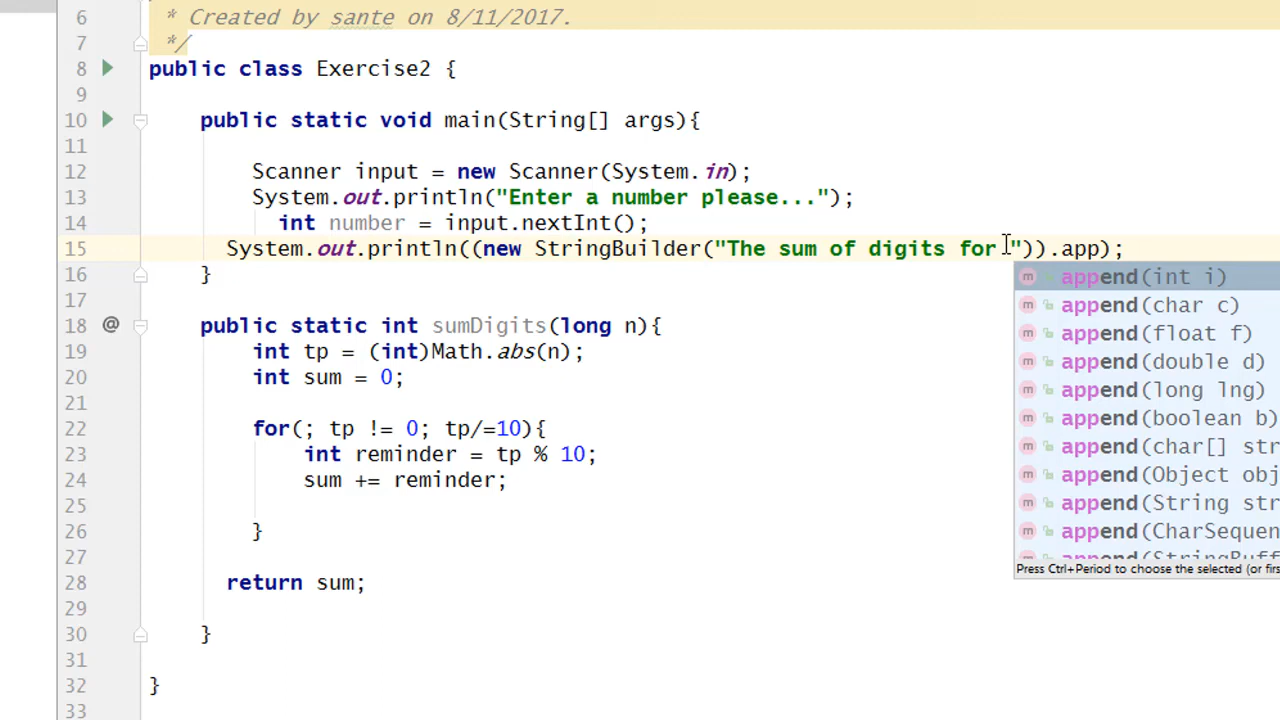 6 * Created by sante on 8/11/2017.
7 */
8 public class Exercise2 {
9
10 public static void main(String[] args){
11
12 Scanner input = new Scanner(System.in);
13 System.out.println("Enter a number please...");
14 int number = input.nextInt();
15 System.out.println((new StringBuilder("The sum of digits for ")).app);
16 }
17
18 @ public static int sumDigits(long n){
19 int tp = (int)Math.abs(n);
20 int sum = 0;
21
22 for(; tp != 0; tp/=10){
23 int reminder = tp % 10;
24 sum += reminder;
25
26 }
27
28 return sum;
29
30 }
31
32 }
33
m append(int i)
m append(char c)
m append(float f)
m append(double d)
m append(long lng)
m append(boolean b)
m append(char[] str
m append(Object obj
m append(String str
m append(CharSequen
Press Ctrl+Period to choose the selected (or firs